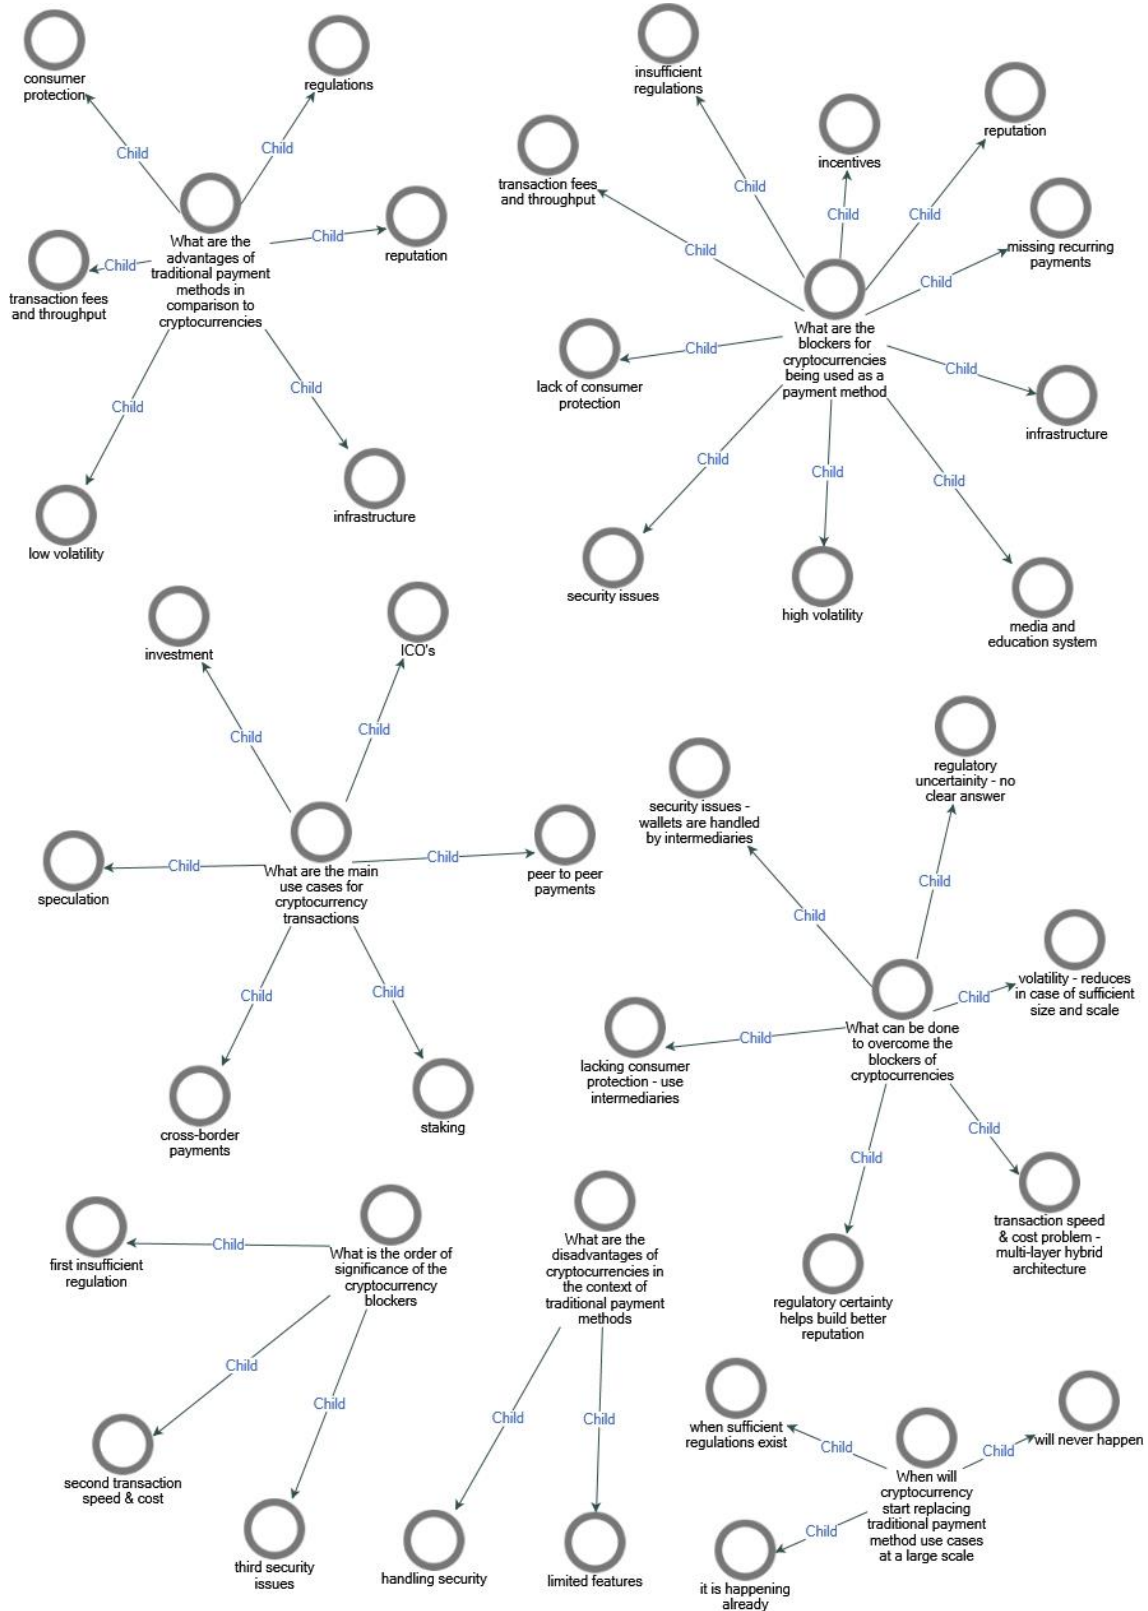 consumer
protection
regulations
Child
Child
What are the
advantages of
traditional payment
methods in
comparison to
cryptocurrencies
Child
reputation
Child
transaction fees
and throughput
Child
Child
low volatility
infrastructure
insufficient
regulations
incentives
reputation
transaction fees
and throughput
missing recurring
payments
Child
Child
Child
Child
Child
What are the
blockers for
cryptocurrencies
being used as a
payment method
Child
lack of consumer
protection
Child
infrastructure
Child
Child
Child
security issues
high volatility
media and
education system
investment
ICO's
Child
Child
What are the main
use cases for
cryptocurrency
transactions
Child
speculation
Child
peer to peer
payments
Child
Child
cross-border
payments
staking
security issues -
wallets are handled
by intermediaries
regulatory
uncertainity - no
clear answer
Child
Child
volatility - reduces
in case of sufficient
size and scale
Child
What can be done
to overcome the
blockers of
cryptocurrencies
Child
lacking consumer
protection - use
intermediaries
Child
Child
transaction speed
& cost problem -
multi-layer hybrid
architecture
regulatory certainty
helps build better
reputation
first insufficient
regulation
Child
What is the order of
significance of the
cryptocurrency
blockers
Child
Child
second transaction
speed & cost
third security
issues
What are the
disadvantages of
cryptocurrencies in
the context of
traditional payment
methods
Child
Child
handling security
limited features
when sufficient
regulations exist
Child
Child
will never happen
When will
cryptocurrency
start replacing
traditional payment
method use cases
at a large scale
Child
it is happening
already